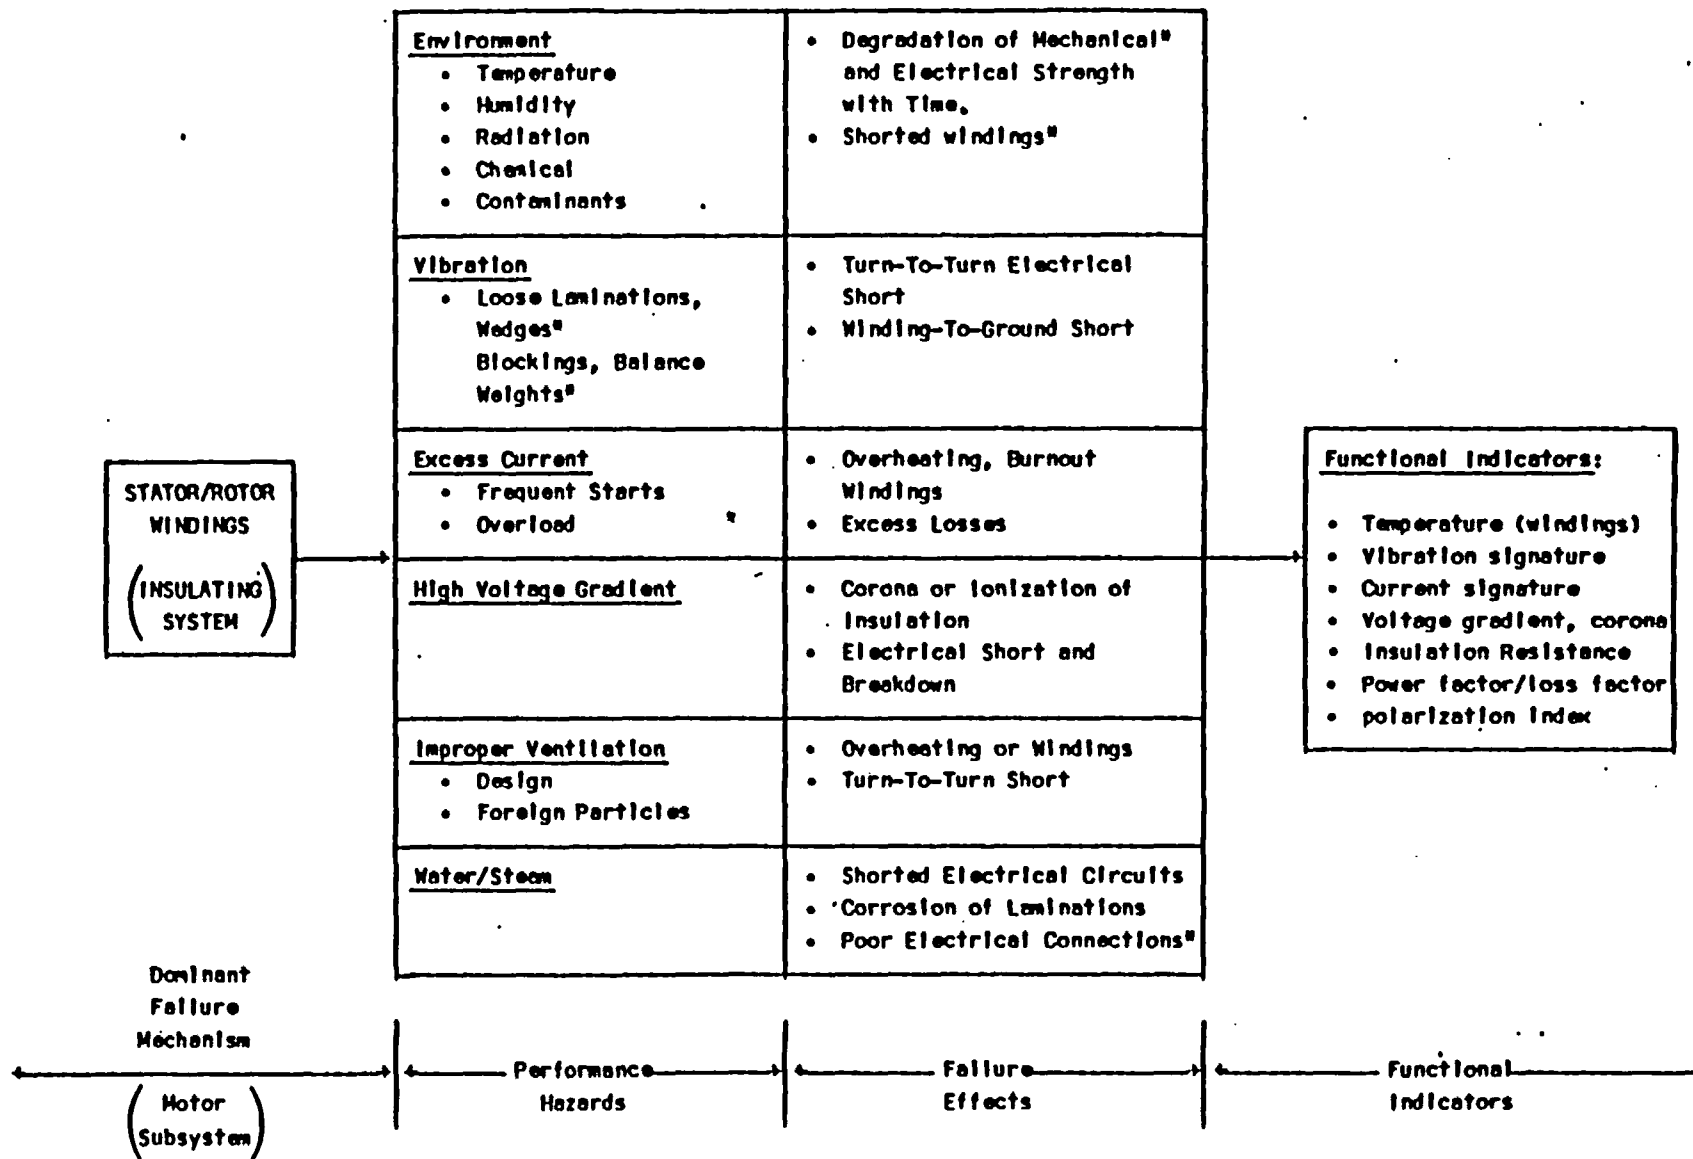 STATOR/ROTOR
WINDINGS
(INSULATING
SYSTEM)
Environment
• Temperature
• Humidity
• Radiation
• Chemical
• Contaminants
• Degradation of Mechanical*
and Electrical Strength
with Time.
• Shorted windings*
Vibration
• Loose Laminations,
Wedges*
Blockings, Balance
Weights*
• Turn-To-Turn Electrical
Short
• Winding-To-Ground Short
Excess Current
• Frequent Starts
• Overload
• Overheating, Burnout
Windings
• Excess Losses
High Voltage Gradient
• Corona or Ionization of
Insulation
• Electrical Short and
Breakdown
Improper Ventilation
• Design
• Foreign Particles
• Overheating or Windings
• Turn-To-Turn Short
Water/Steam
• Shorted Electrical Circuits
• Corrosion of Laminations
• Poor Electrical Connections*
Functional Indicators:
• Temperature (windings)
• Vibration signature
• Current signature
• Voltage gradient, corona
• Insulation Resistance
• Power factor/loss factor
• polarization index
Dominant
Failure
Mechanism
(Motor
Subsystem)
Performance
Hazards
Failure
Effects
Functional
Indicators